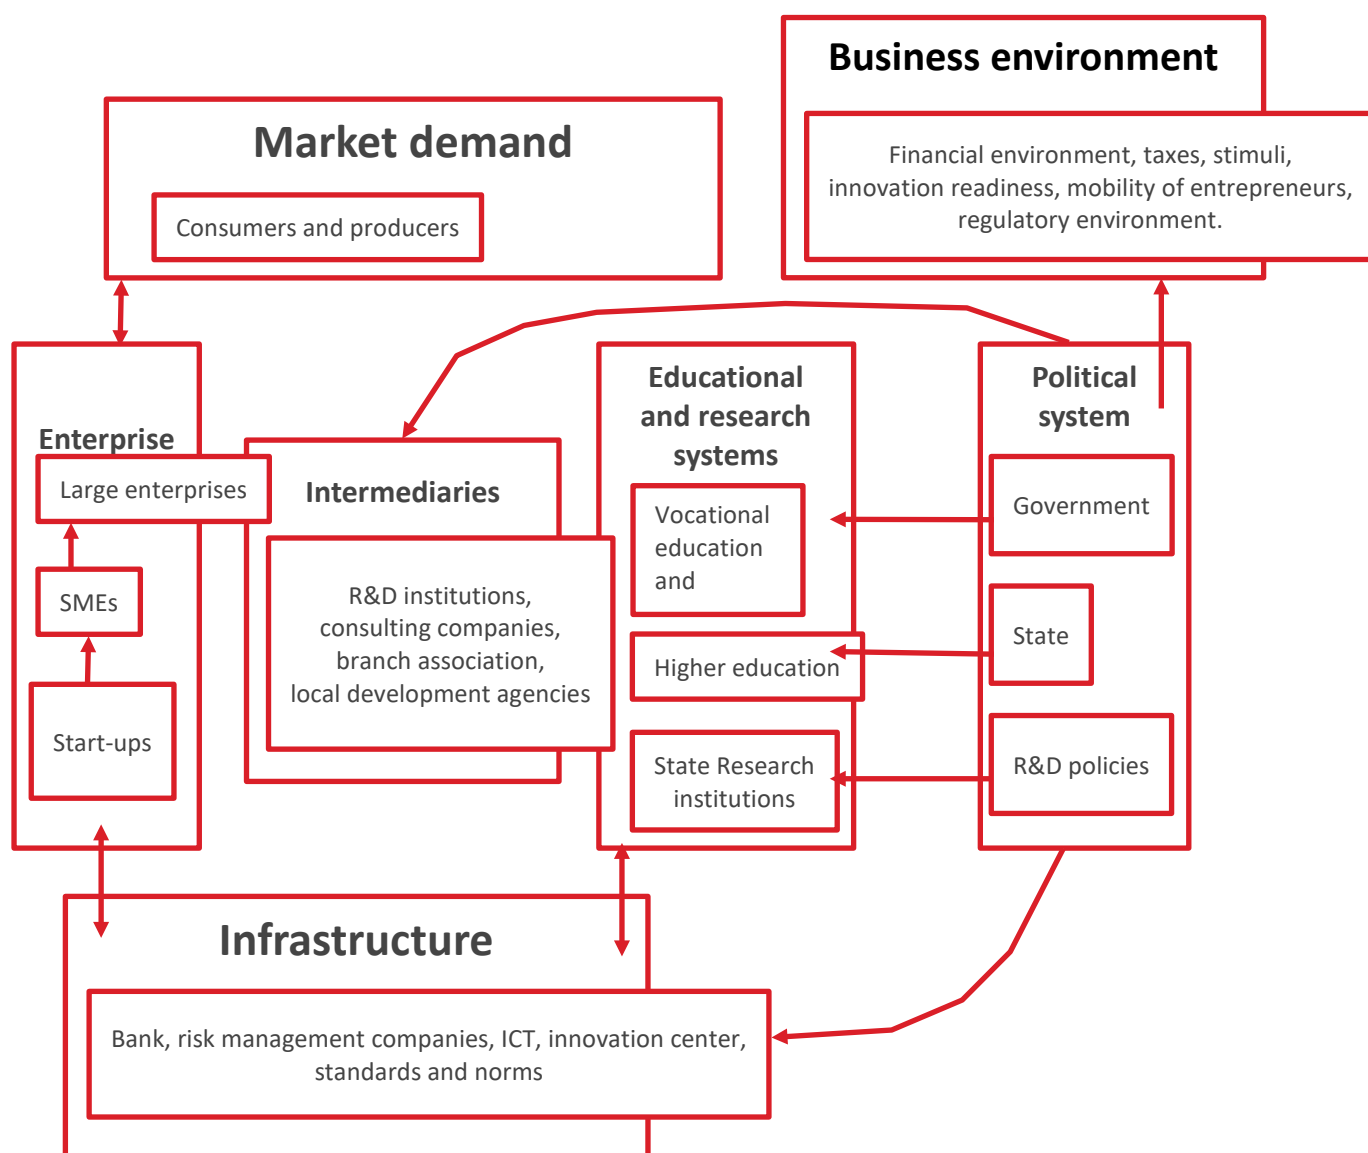 Business environment
Financial environment, taxes, stimuli,
innovation readiness, mobility of entrepreneurs,
regulatory environment.
Market demand
Consumers and producers
Enterprise
Large enterprises
SMEs
Start-ups
Intermediaries
R&D institutions,
consulting companies,
branch association,
local development agencies
Educational
and research
systems
Vocational
education
and
Higher education
State Research
institutions
Political
system
Government
State
R&D policies
Infrastructure
Bank, risk management companies, ICT, innovation center,
standards and norms